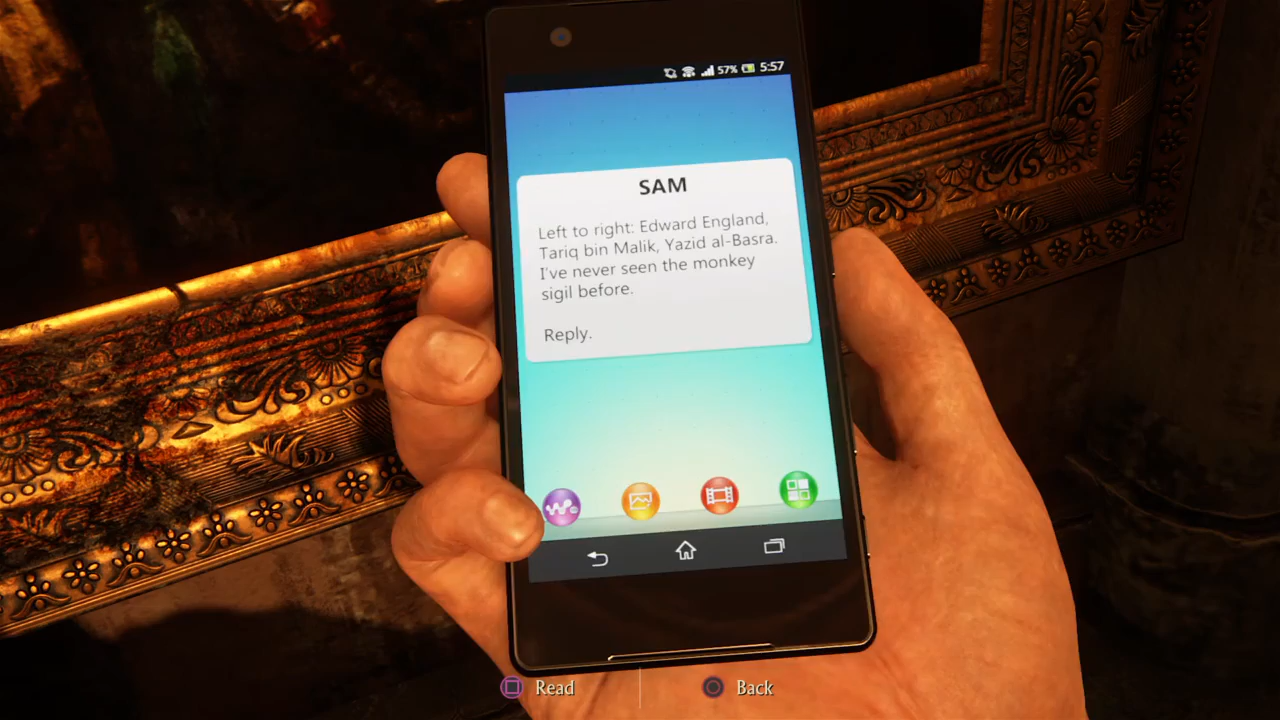 57% 5:57
SAM
Left to right: Edward England,
Tariq bin Malik, Yazid al-Basra.
I've never seen the monkey
sigil before.
Reply.
Read
Back